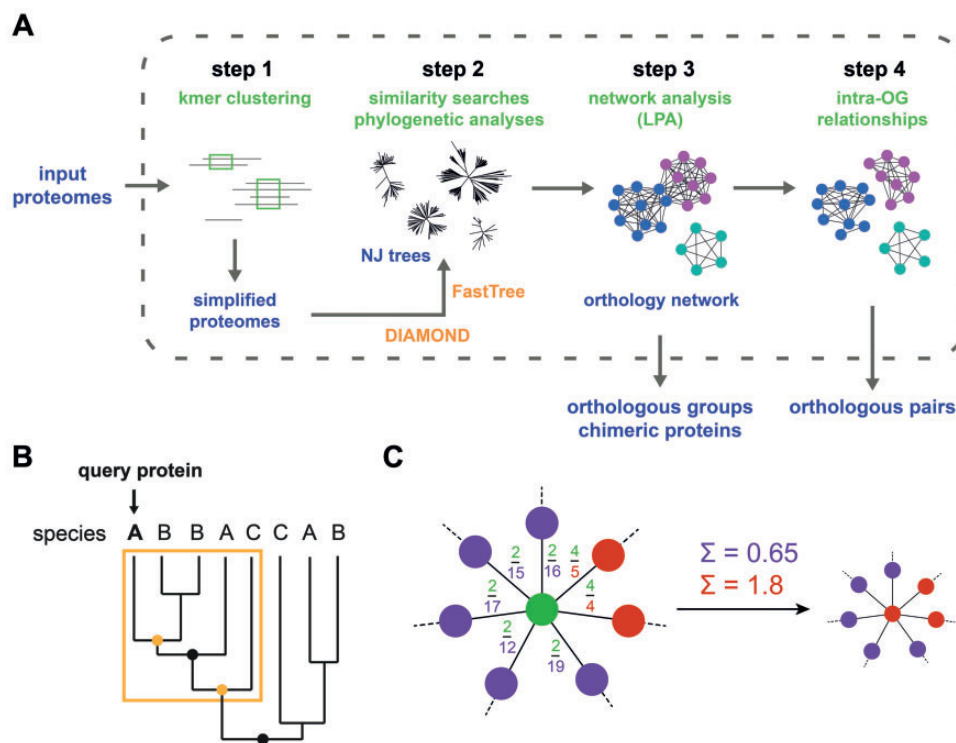 A
step 1
kmer clustering
step 2
similarity searches
phylogenetic analyses
step 3
network analysis
(LPA)
step 4
intra-OG
relationships
input
proteomes
NJ trees
simplified
proteomes
FastTree
DIAMOND
orthology network
orthologous groups
chimeric proteins
orthologous pairs
B
query protein
species A B B A C C A B
C
2
15
2
16
4
5
2
17
4
4
2
12
2
19
Σ = 0.65
Σ = 1.8